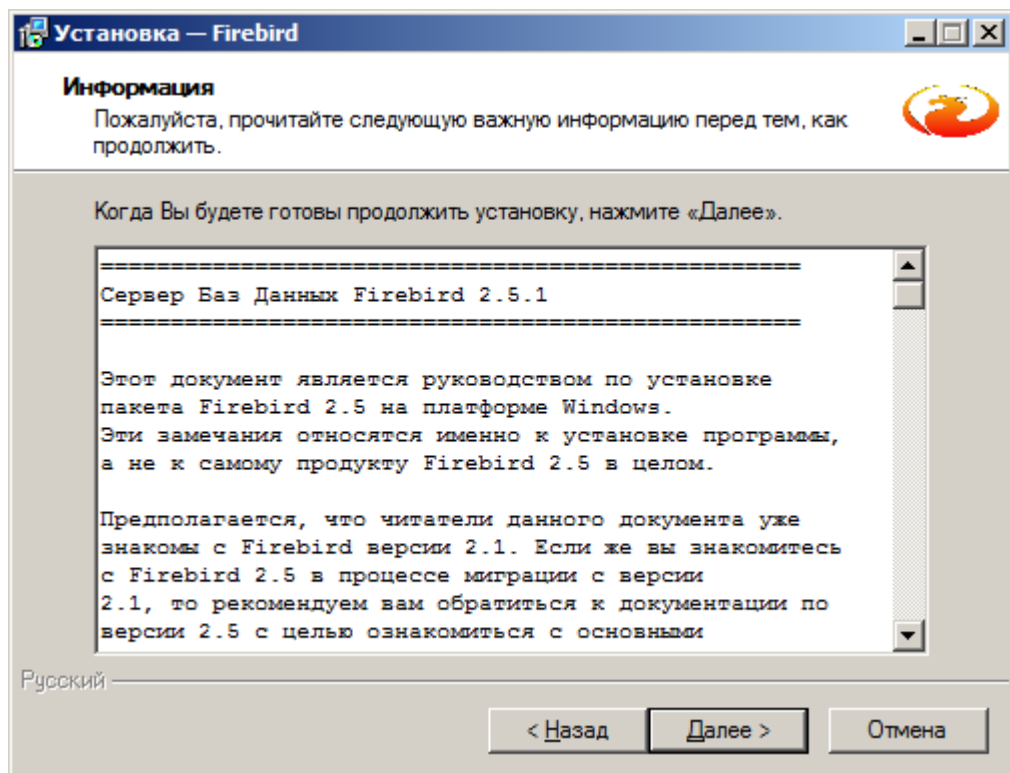 Установка — Firebird
Информация
Пожалуйста, прочитайте следующую важную информацию перед тем, как
продолжить.
Когда Вы будете готовы продолжить установку, нажмите «Далее».
==================================================
Сервер Баз Данных Firebird 2.5.1
==================================================
Этот документ является руководством по установке
пакета Firebird 2.5 на платформе Windows.
Эти замечания относятся именно к установке программы,
а не к самому продукту Firebird 2.5 в целом.
Предполагается, что читатели данного документа уже
знакомы с Firebird версии 2.1. Если же вы знакомитесь
с Firebird 2.5 в процессе миграции с версии
2.1, то рекомендуем вам обратиться к документации по
версии 2.5 с целью ознакомиться с основными
Русский
< Назад
Далее >
Отмена